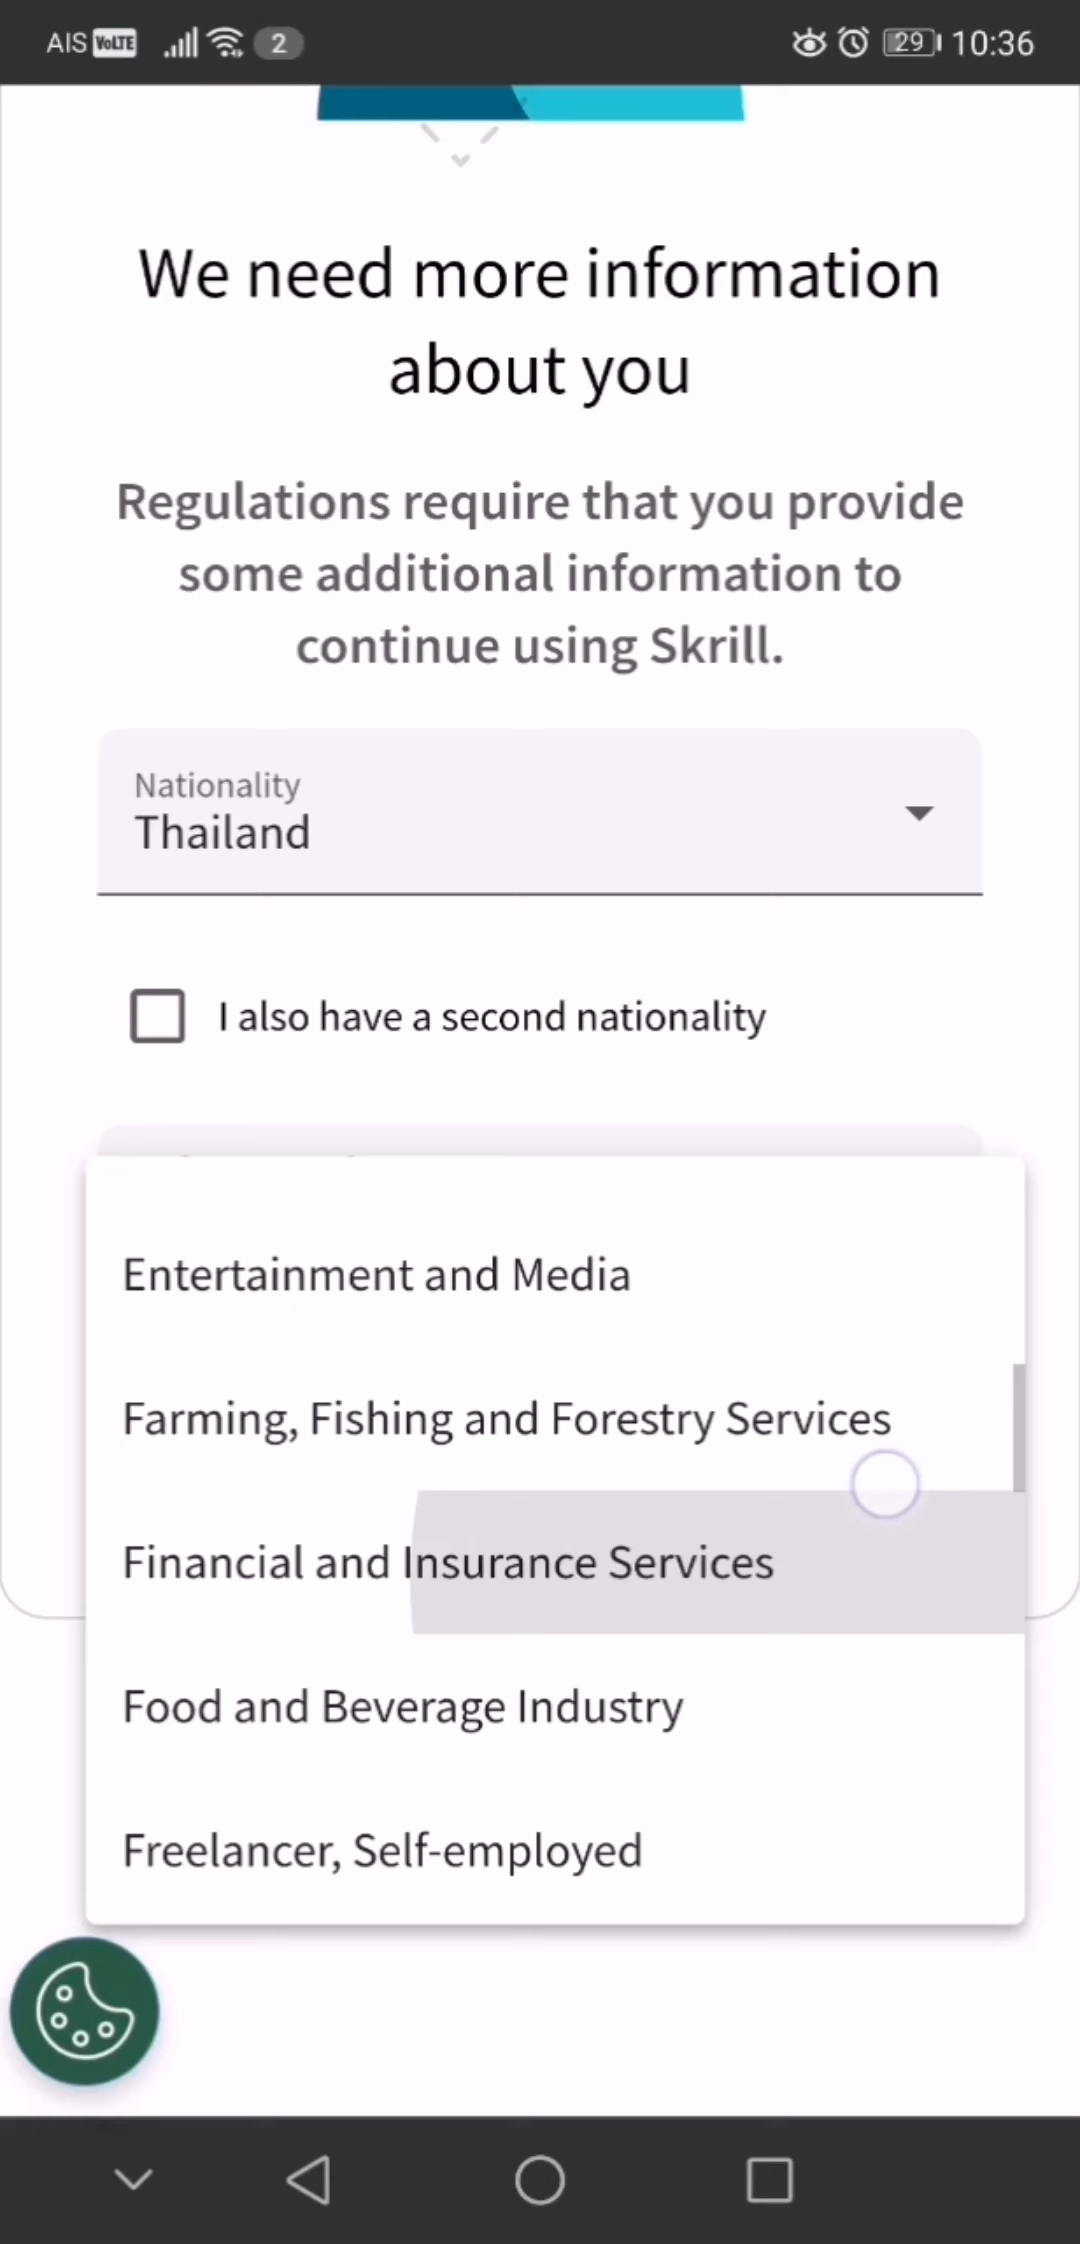 AIS VoLTE 2 29 10:36
We need more information
about you
Regulations require that you provide
some additional information to
continue using Skrill.
Nationality
Thailand
I also have a second nationality
Entertainment and Media
Farming, Fishing and Forestry Services
Financial and Insurance Services
Food and Beverage Industry
Freelancer, Self-employed